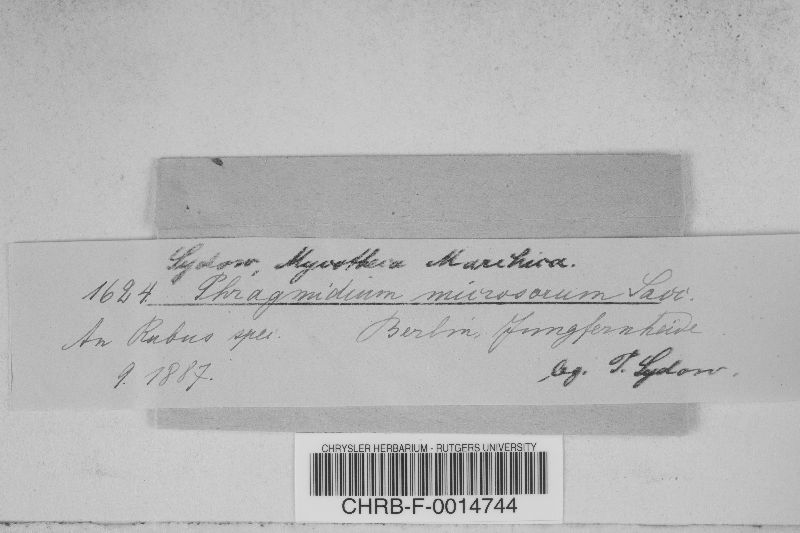 Sydow, Mycotheca Marchica.
1624. Phragmidium microsorum Sacc.
An Rubus spec. Berlin, Jungfernheide
9. 1887. leg. P. Sydow.
CHRYSLER HERBARIUM - RUTGERS UNIVERSITY
CHRB-F-0014744